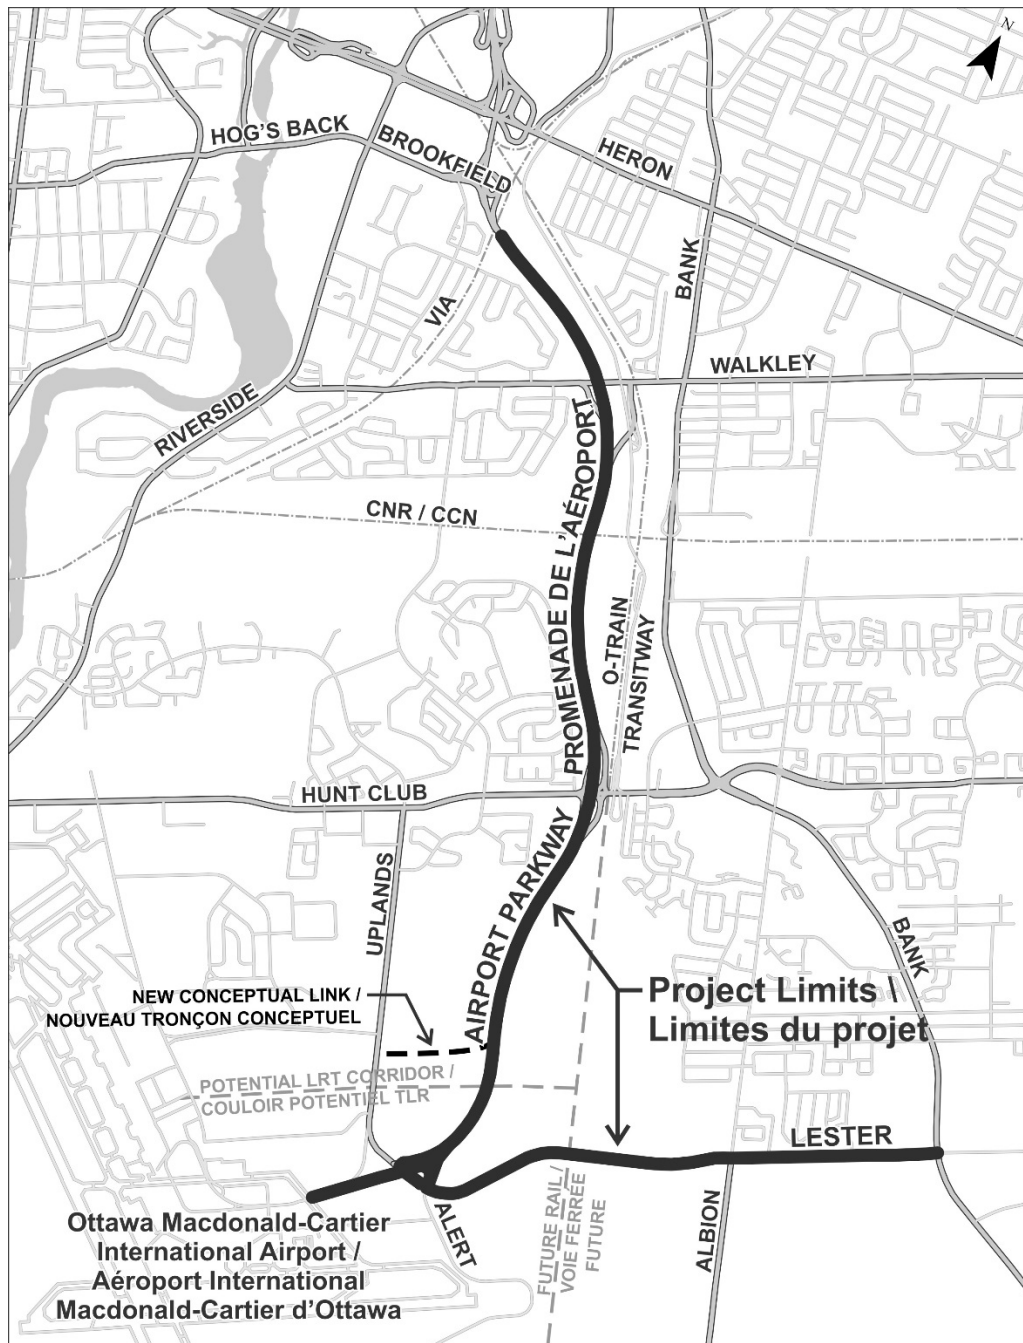 N
HOG'S BACK
BROOKFIELD
HERON
BANK
VIA
WALKLEY
RIVERSIDE
PROMENADE DE L'AÉROPORT
CNR / CCN
O-TRAIN
TRANSITWAY
HUNT CLUB
UPLANDS
AIRPORT PARKWAY
BANK
Project Limits \
Limites du projet
NEW CONCEPTUAL LINK /
NOUVEAU TRONÇON CONCEPTUEL
POTENTIAL LRT CORRIDOR /
COULOIR POTENTIEL TLR
LESTER
ALERT
FUTURE RAIL /
VOIE FERRÉE
FUTURE
ALBION
Ottawa Macdonald-Cartier
International Airport /
Aéroport International
Macdonald-Cartier d'Ottawa